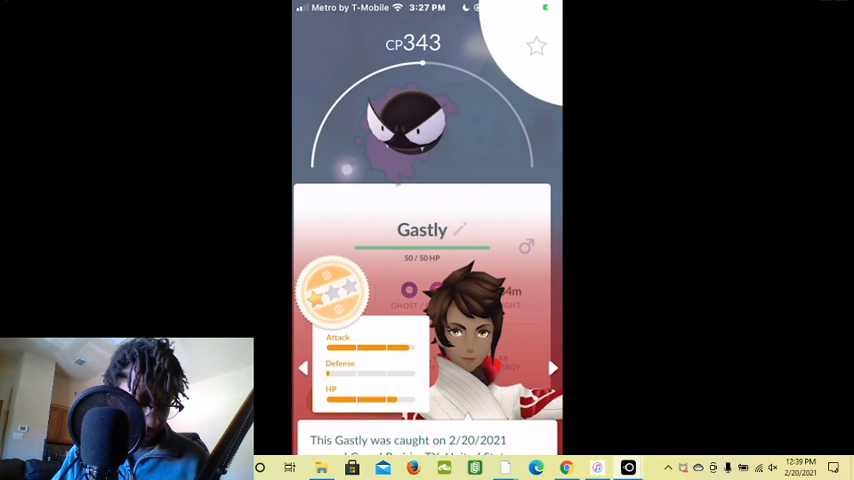 Metro by T-Mobile 3:27 PM
CP343
Gastly
50 / 50 HP
GHOST /
Attack
Defense
HP
This Gastly was caught on 2/20/2021
12:39 PM
2/20/2021